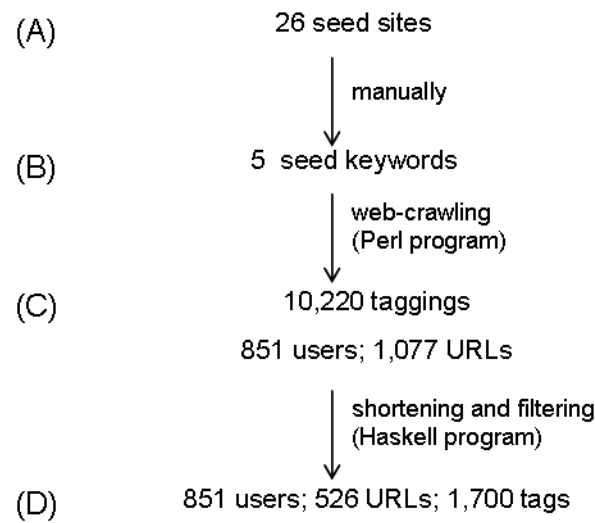 (A) 26 seed sites
manually
(B) 5 seed keywords
web-crawling
(Perl program)
(C) 10,220 taggings
851 users; 1,077 URLs
shortening and filtering
(Haskell program)
(D) 851 users; 526 URLs; 1,700 tags